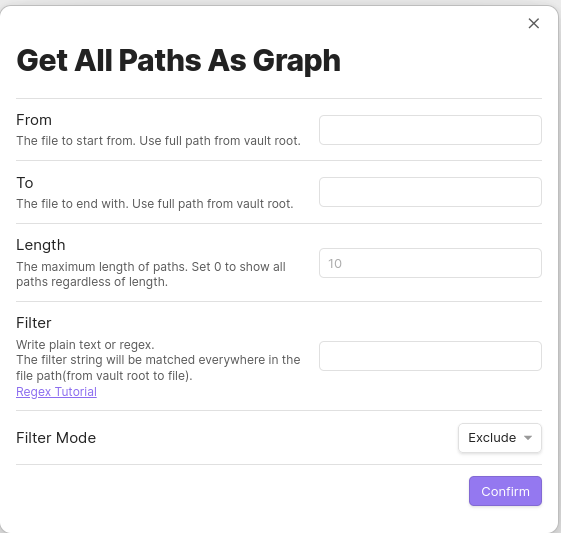 Get All Paths As Graph
From
The file to start from. Use full path from vault root.
To
The file to end with. Use full path from vault root.
Length
The maximum length of paths. Set 0 to show all
paths regardless of length.
10
Filter
Write plain text or regex.
The filter string will be matched everywhere in the
file path(from vault root to file).
Regex Tutorial
Filter Mode
Exclude
Confirm